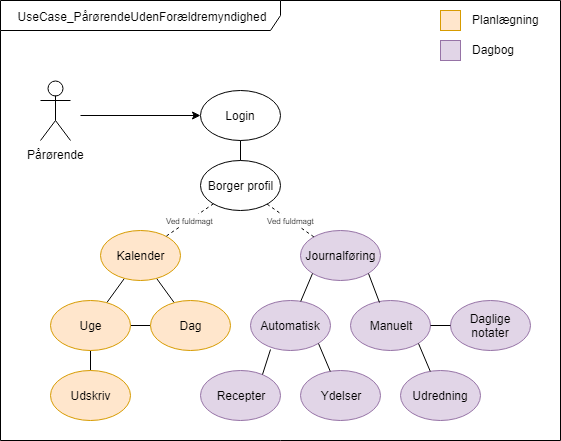 UseCase_PårørendeUdenForældremyndighed
Planlægning
Dagbog
Login
Pårørende
Borger profil
Ved fuldmagt
Ved fuldmagt
Kalender
Journalføring
Uge
Dag
Automatisk
Manuelt
Daglige
notater
Udskriv
Recepter
Ydelser
Udredning